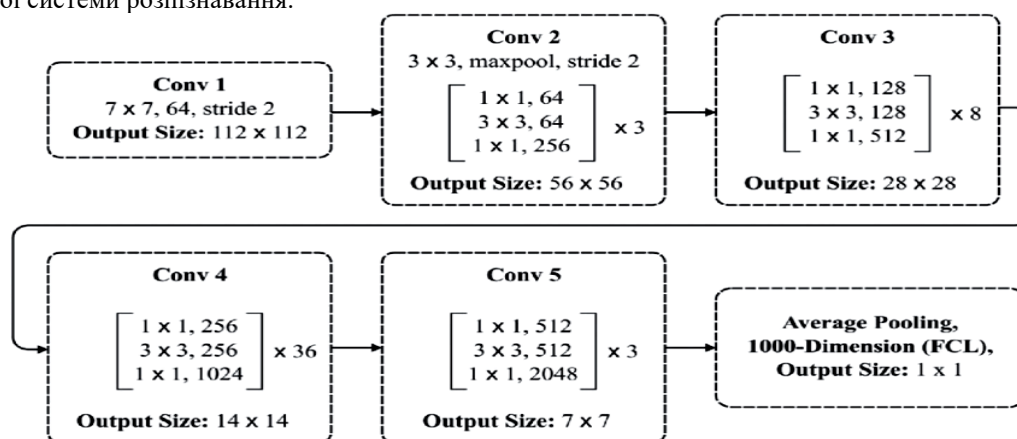 ої системи розпізнавання.
Conv 1
7 x 7, 64, stride 2
Output Size: 112 x 112
Conv 2
3 x 3, maxpool, stride 2
1 x 1, 64
3 x 3, 64
1 x 1, 256
x 3
Output Size: 56 x 56
Conv 3
1 x 1, 128
3 x 3, 128
1 x 1, 512
x 8
Output Size: 28 x 28
Conv 4
1 x 1, 256
3 x 3, 256
1 x 1, 1024
x 36
Output Size: 14 x 14
Conv 5
1 x 1, 512
3 x 3, 512
1 x 1, 2048
x 3
Output Size: 7 x 7
Average Pooling,
1000-Dimension (FCL),
Output Size: 1 x 1